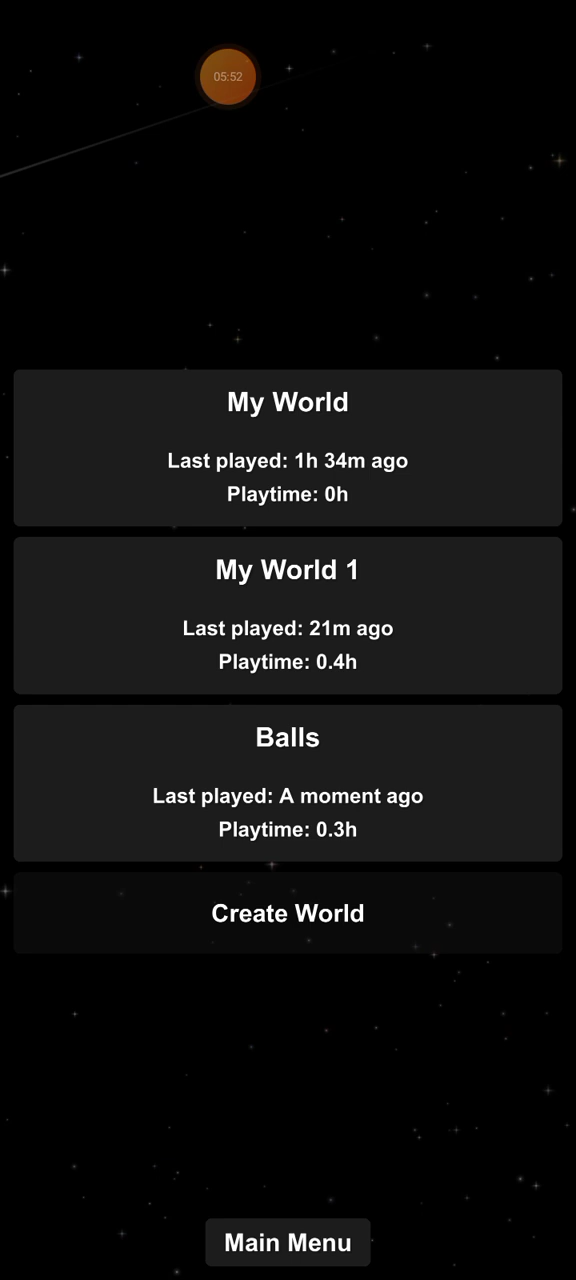 05:52
My World
Last played: 1h 34m ago
Playtime: 0h
My World 1
Last played: 21m ago
Playtime: 0.4h
Balls
Last played: A moment ago
Playtime: 0.3h
Create World
Main Menu